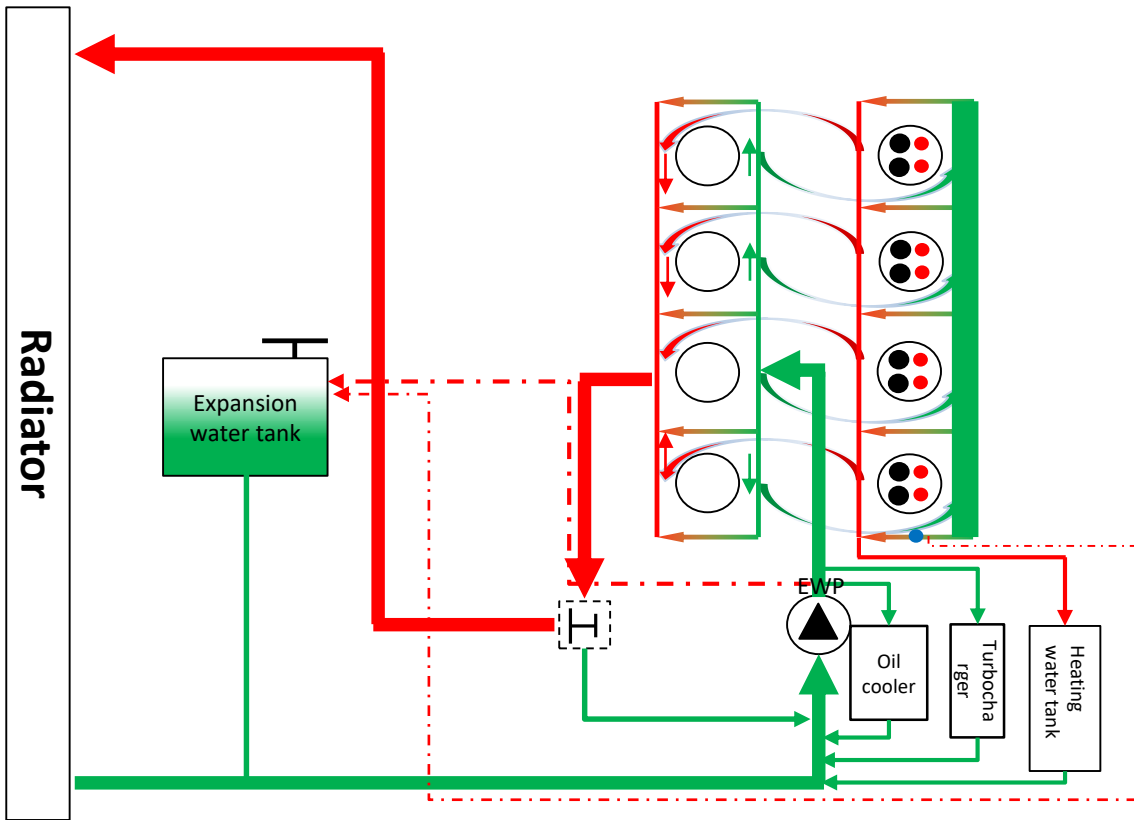 Radiator
Expansion
water tank
EWP
Oil
cooler
Turbocha
rger
Heating
water tank